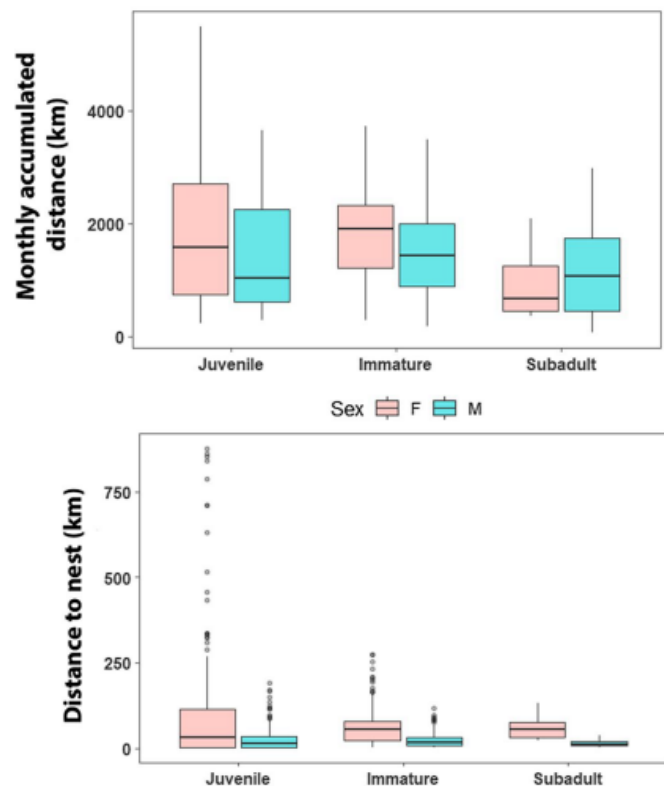 Monthly accumulated
distance (km)
4000
2000
0
Juvenile Immature Subadult
Sex F M
Distance to nest (km)
750
500
250
0
Juvenile Immature Subadult